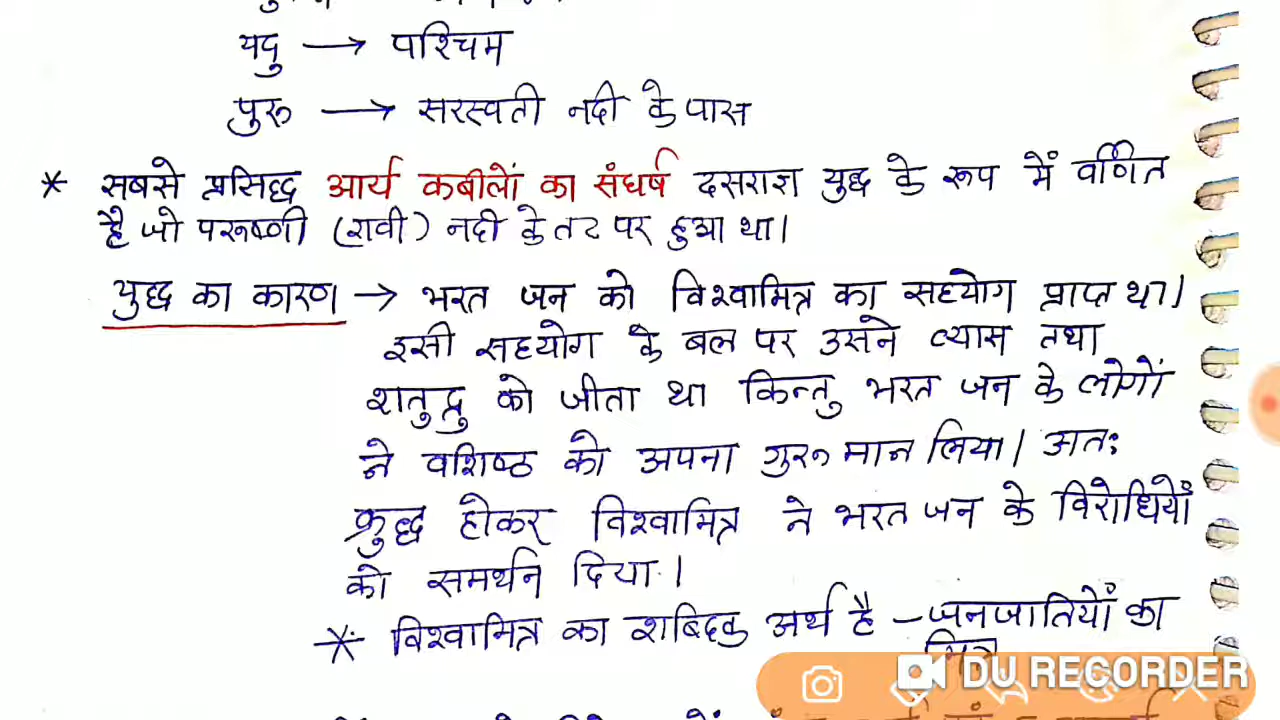 यदु → पश्चिम
पुरु → सरस्वती नदी के पास
* सबसे प्रसिद्ध आर्य कबीलों का संघर्ष दसराज्ञ युद्ध के रूप में वर्णित
है जो परूष्णी (रावी) नदी के तट पर हुआ था।
युद्ध का कारण → भरत जन को विश्वामित्र का सहयोग प्राप्त था।
इसी सहयोग के बल पर उसने व्यास तथा
शतुद्रु को जीता था किन्तु भरत जन के लोगों
ने वशिष्ठ को अपना गुरु मान लिया। अतः
क्रुद्ध होकर विश्वामित्र ने भरत जन के विरोधियों
को समर्थन दिया।
* विश्वामित्र का शाब्दिक अर्थ है - जनजातियों का
मित्र
DU RECORDER